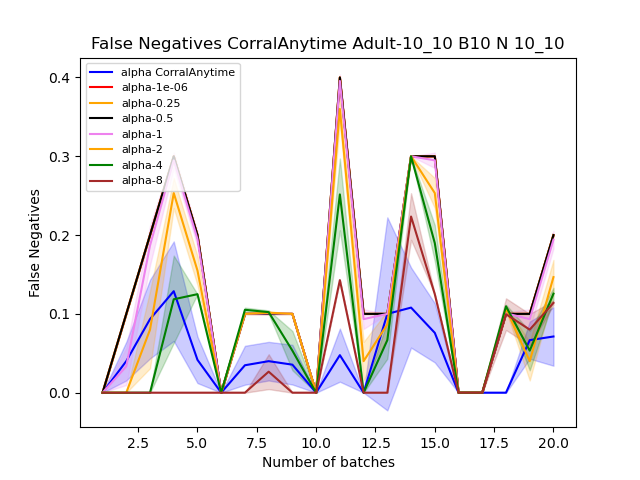 False Negatives CorralAnytime Adult-10_10 B10 N 10_10
alpha CorralAnytime
alpha-1e-06
alpha-0.25
alpha-0.5
alpha-1
alpha-2
alpha-4
alpha-8
0.4
0.3
0.2
0.1
0.0
False Negatives
2.5 5.0 7.5 10.0 12.5 15.0 17.5 20.0
Number of batches